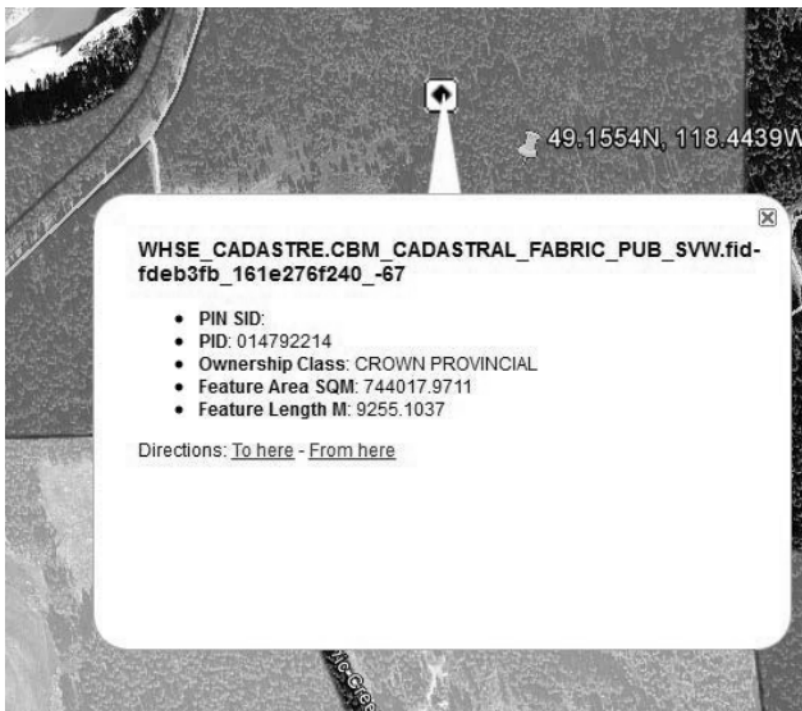 49.1554N, 118.4439W
WHSE_CADASTRE.CBM_CADASTRAL_FABRIC_PUB_SVW.fid-
fdeb3fb_161e276f240_-67
• PIN SID:
• PID: 014792214
• Ownership Class: CROWN PROVINCIAL
• Feature Area SQM: 744017.9711
• Feature Length M: 9255.1037
Directions: To here - From here